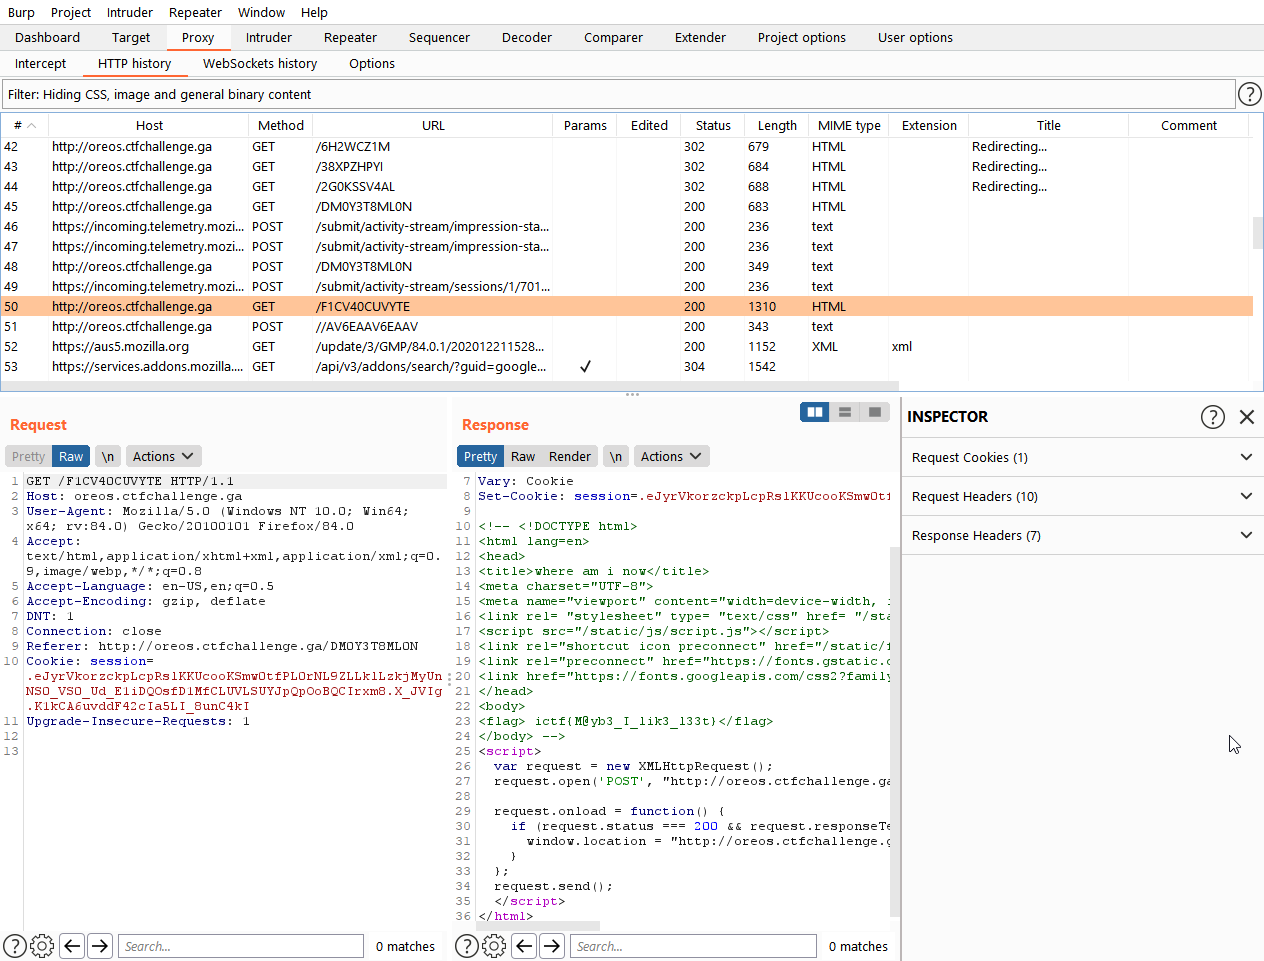 Burp Project Intruder Repeater Window Help
Dashboard Target Proxy Intruder Repeater Sequencer Decoder Comparer Extender Project options User options
Intercept HTTP history WebSockets history Options
Filter: Hiding CSS, image and general binary content
# Host Method URL Params Edited Status Length MIME type Extension Title Comment
42 http://oreos.ctfchallenge.ga GET /6H2WCZ1M 302 679 HTML Redirecting...
43 http://oreos.ctfchallenge.ga GET /38XPZHPYI 302 684 HTML Redirecting...
44 http://oreos.ctfchallenge.ga GET /2G0KSSV4AL 302 688 HTML Redirecting...
45 http://oreos.ctfchallenge.ga GET /DM0Y3T8ML0N 200 683 HTML
46 https://incoming.telemetry.mozi... POST /submit/activity-stream/impression-sta... 200 236 text
47 https://incoming.telemetry.mozi... POST /submit/activity-stream/impression-sta... 200 236 text
48 http://oreos.ctfchallenge.ga POST /DM0Y3T8ML0N 200 349 text
49 https://incoming.telemetry.mozi... POST /submit/activity-stream/sessions/1/701... 200 236 text
50 http://oreos.ctfchallenge.ga GET /F1CV40CUVYTE 200 1310 HTML
51 http://oreos.ctfchallenge.ga POST //AV6EAAV6EAAV 200 343 text
52 https://aus5.mozilla.org GET /update/3/GMP/84.0.1/202012211528... 200 1152 XML xml
53 https://services.addons.mozilla.... GET /api/v3/addons/search/?guid=google... ✓ 304 1542
Request
Pretty Raw \n Actions
1 GET /F1CV40CUVYTE HTTP/1.1
2 Host: oreos.ctfchallenge.ga
3 User-Agent: Mozilla/5.0 (Windows NT 10.0; Win64;
x64; rv:84.0) Gecko/20100101 Firefox/84.0
4 Accept:
text/html,application/xhtml+xml,application/xml;q=0.
9,image/webp,*/*;q=0.8
5 Accept-Language: en-US,en;q=0.5
6 Accept-Encoding: gzip, deflate
7 DNT: 1
8 Connection: close
9 Referer: http://oreos.ctfchallenge.ga/DM0Y3T8ML0N
10 Cookie: session=
11 Upgrade-Insecure-Requests: 1
12
13
Search...
0 matches
Response
Pretty Raw Render \n Actions
7 Vary: Cookie
8 Set-Cookie:
9
10 <!-- <!DOCTYPE html>
11 <html lang=en>
12 <head>
13 <title>where am i now</title>
14 <meta charset="UTF-8">
15 <meta name="viewport" content="width=device-width, i
16 <link rel= "stylesheet" type= "text/css" href= "/sta
17 <script src="/static/js/script.js"></script>
18 <link rel="shortcut icon preconnect" href="/static/f
19 <link rel="preconnect" href="https://fonts.gstatic.c
20 <link href="https://fonts.googleapis.com/css2?family
21 </head>
22 <body>
23 <flag> ictf{M@yb3_I_lik3_l33t}</flag>
24 </body> -->
25 <script>
26 var request = new XMLHttpRequest();
27 request.open('POST', "http://oreos.ctfchallenge.ga
28
29 request.onload = function() {
30 if (request.status === 200 && request.responseTe
31 window.location = "http://oreos.ctfchallenge.g
32 }
33 };
34 request.send();
35 </script>
36 </html>
Search...
0 matches
INSPECTOR
Request Cookies (1)
Request Headers (10)
Response Headers (7)